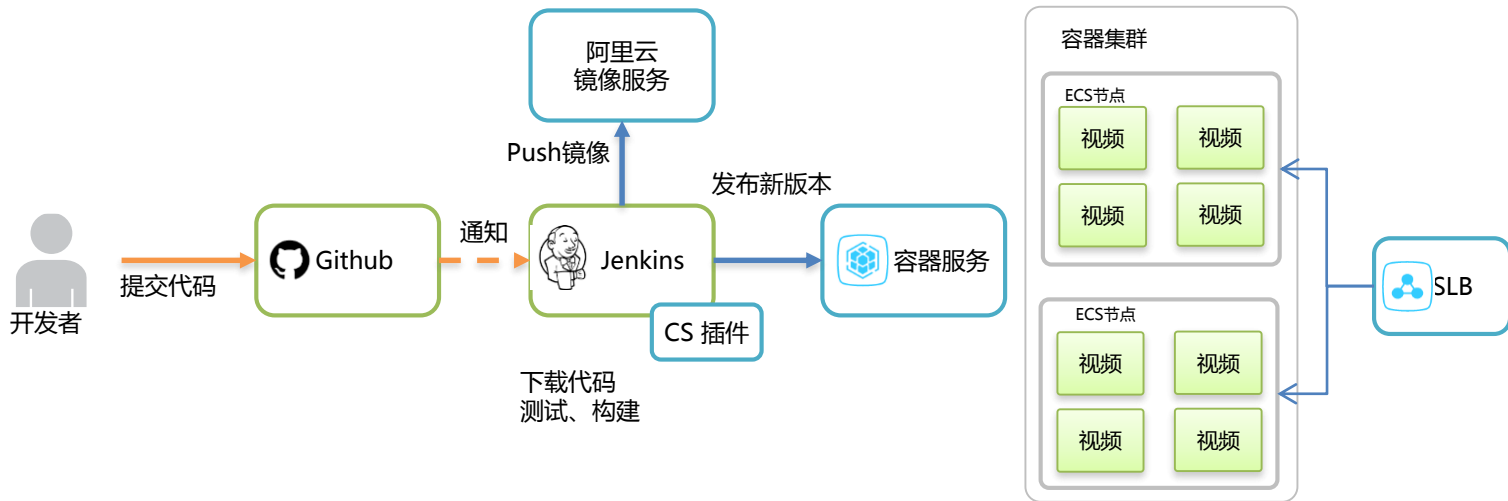 阿里云
镜像服务
Push镜像
开发者
提交代码
Github
通知
Jenkins
CS 插件
下载代码
测试、构建
发布新版本
容器服务
容器集群
ECS节点
视频
视频
视频
视频
ECS节点
视频
视频
视频
视频
SLB